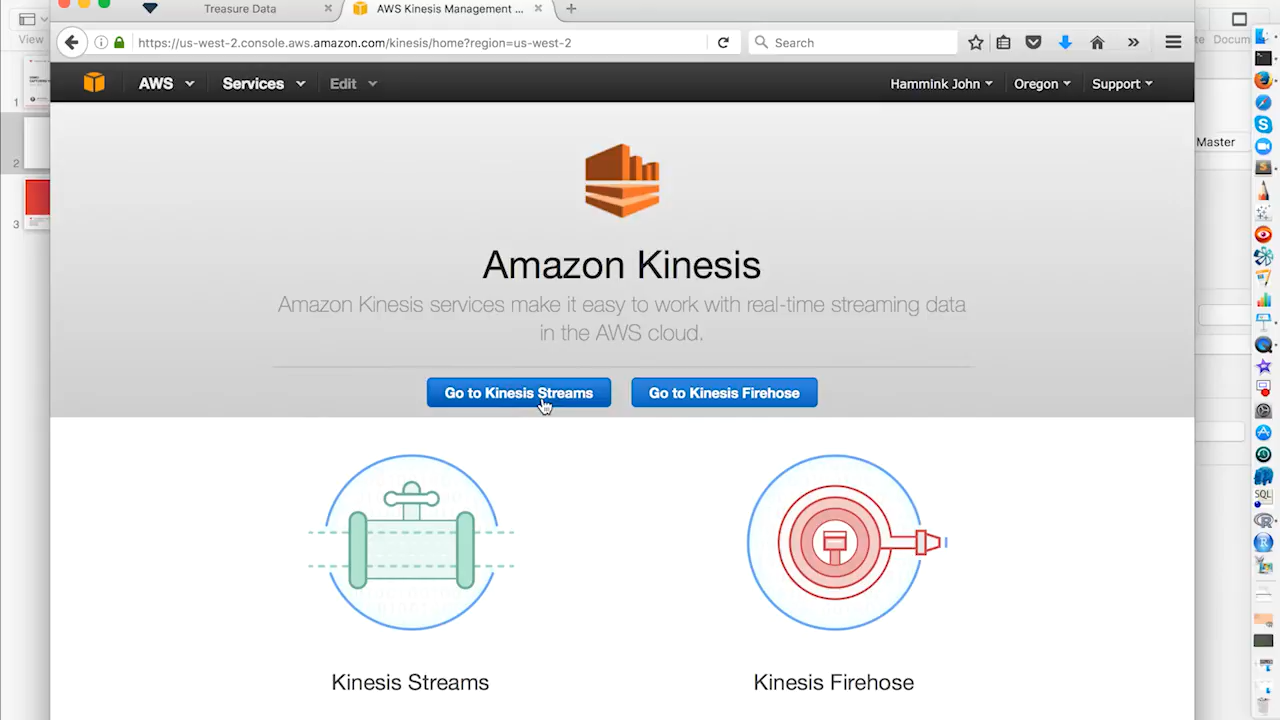 Treasure Data
AWS Kinesis Management ...
View
Docum
https://us-west-2.console.aws.amazon.com/kinesis/home?region=us-west-2
Search
AWS
Services
Edit
Hammink John
Oregon
Support
1
2
3
Master
Amazon Kinesis
Amazon Kinesis services make it easy to work with real-time streaming data
in the AWS cloud.
Go to Kinesis Streams
Go to Kinesis Firehose
SQL
Kinesis Streams
Kinesis Firehose